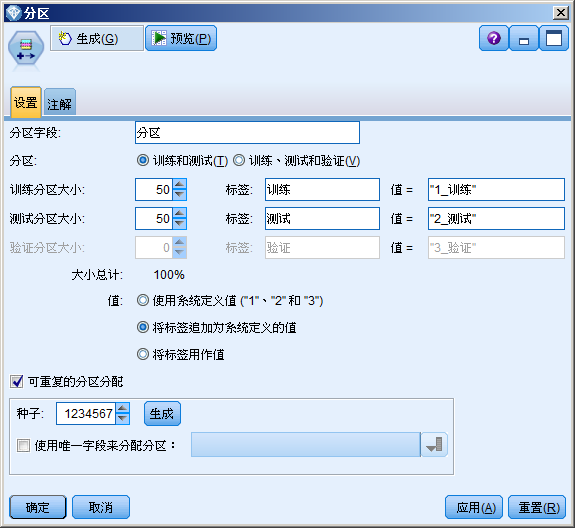 分区
生成(G) 预览(P)
设置 注解
分区字段: 分区
分区: 训练和测试(T) 训练、测试和验证(V)
训练分区大小: 50 标签: 训练 值 = "1_训练"
测试分区大小: 50 标签: 测试 值 = "2_测试"
验证分区大小: 0 标签: 验证 值 = "3_验证"
大小总计: 100%
值: 使用系统定义值 ("1"、"2" 和 "3")
将标签追加为系统定义的值
将标签用作值
可重复的分区分配
种子: 1234567 生成
使用唯一字段来分配分区：
确定 取消 应用(A) 重置(R)